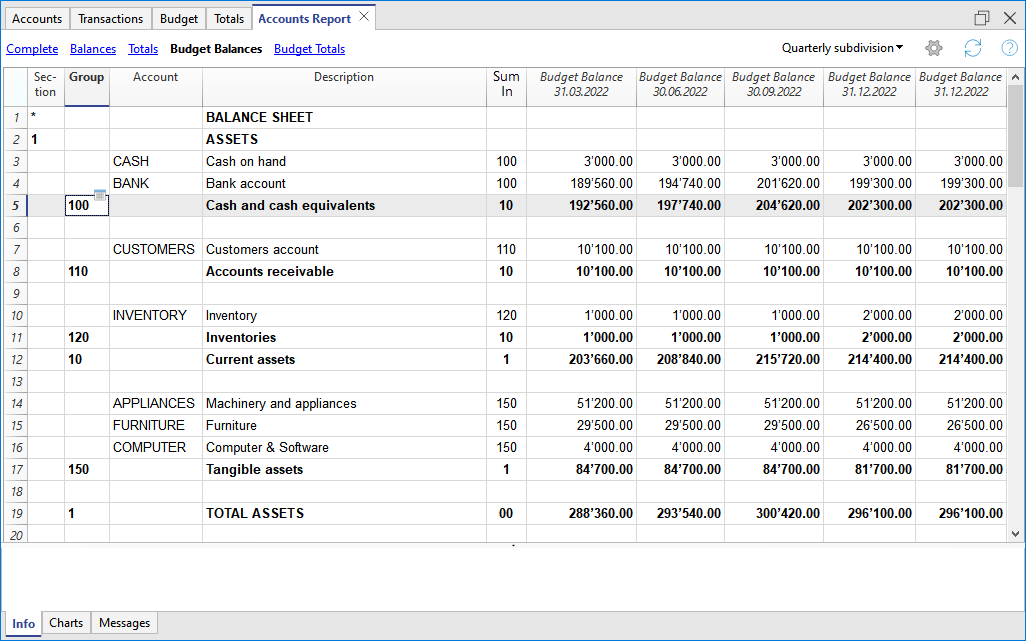 Accounts Transactions Budget Totals Accounts Report
Complete Balances Totals Budget Balances Budget Totals Quarterly subdivision
Sec-tion Group Account Description Sum In Budget Balance 31.03.2022 Budget Balance 30.06.2022 Budget Balance 30.09.2022 Budget Balance 31.12.2022 Budget Balance 31.12.2022
1 * BALANCE SHEET
2 1 ASSETS
3 CASH Cash on hand 100 3'000.00 3'000.00 3'000.00 3'000.00 3'000.00
4 BANK Bank account 100 189'560.00 194'740.00 201'620.00 199'300.00 199'300.00
5 100 Cash and cash equivalents 10 192'560.00 197'740.00 204'620.00 202'300.00 202'300.00
6
7 CUSTOMERS Customers account 110 10'100.00 10'100.00 10'100.00 10'100.00 10'100.00
8 110 Accounts receivable 10 10'100.00 10'100.00 10'100.00 10'100.00 10'100.00
9
10 INVENTORY Inventory 120 1'000.00 1'000.00 1'000.00 2'000.00 2'000.00
11 120 Inventories 10 1'000.00 1'000.00 1'000.00 2'000.00 2'000.00
12 10 Current assets 1 203'660.00 208'840.00 215'720.00 214'400.00 214'400.00
13
14 APPLIANCES Machinery and appliances 150 51'200.00 51'200.00 51'200.00 51'200.00 51'200.00
15 FURNITURE Furniture 150 29'500.00 29'500.00 29'500.00 26'500.00 26'500.00
16 COMPUTER Computer & Software 150 4'000.00 4'000.00 4'000.00 4'000.00 4'000.00
17 150 Tangible assets 1 84'700.00 84'700.00 84'700.00 81'700.00 81'700.00
18
19 1 TOTAL ASSETS 00 288'360.00 293'540.00 300'420.00 296'100.00 296'100.00
20
Info Charts Messages